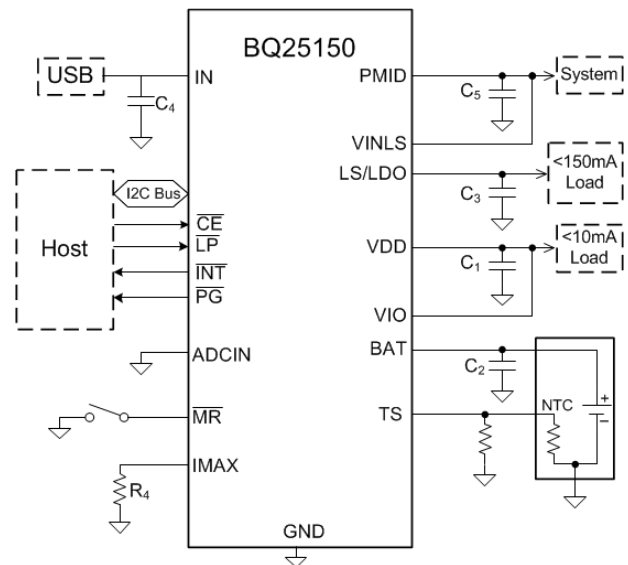 BQ25150
USB
IN
C4
PMID
C5
System
VINLS
LS/LDO
C3
<150mA
Load
I2C Bus
Host
CE
LP
INT
PG
VDD
C1
<10mA
Load
VIO
ADCIN
BAT
C2
+
−
MR
TS
NTC
IMAX
R4
GND